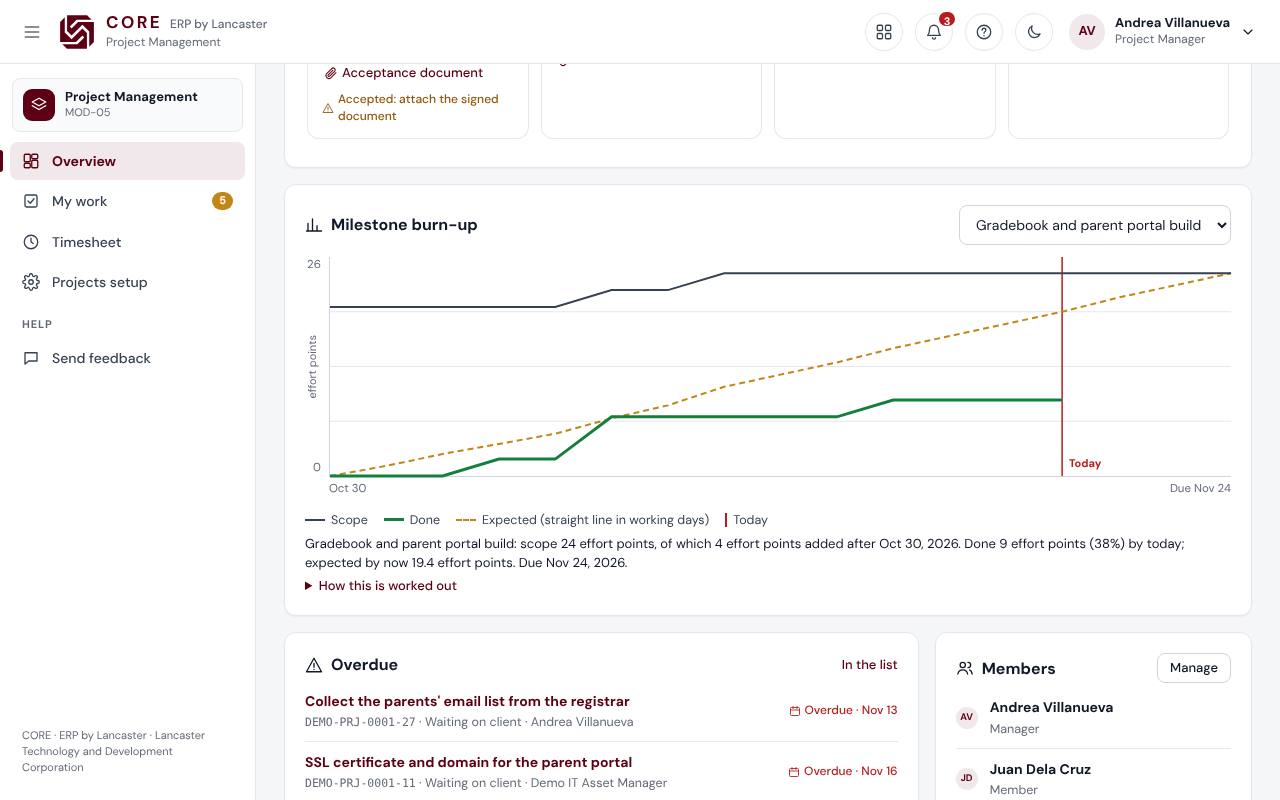 CORE ERP by Lancaster
Project Management
3
AV
Andrea Villanueva
Project Manager
Project Management
MOD-05
Overview
My work
5
Timesheet
Projects setup
HELP
Send feedback
CORE · ERP by Lancaster · Lancaster
Technology and Development
Corporation
Acceptance document
Accepted: attach the signed
document
Milestone burn-up
Gradebook and parent portal build
26
effort points
0
Today
Oct 30
Due Nov 24
Scope
Done
Expected (straight line in working days)
Today
Gradebook and parent portal build: scope 24 effort points, of which 4 effort points added after Oct 30, 2026. Done 9 effort points (38%) by today;
expected by now 19.4 effort points. Due Nov 24, 2026.
How this is worked out
Overdue
In the list
Collect the parents' email list from the registrar
DEMO-PRJ-0001-27 · Waiting on client · Andrea Villanueva
Overdue · Nov 13
SSL certificate and domain for the parent portal
DEMO-PRJ-0001-11 · Waiting on client · Demo IT Asset Manager
Overdue · Nov 16
Members
Manage
AV
Andrea Villanueva
Manager
JD
Juan Dela Cruz
Member